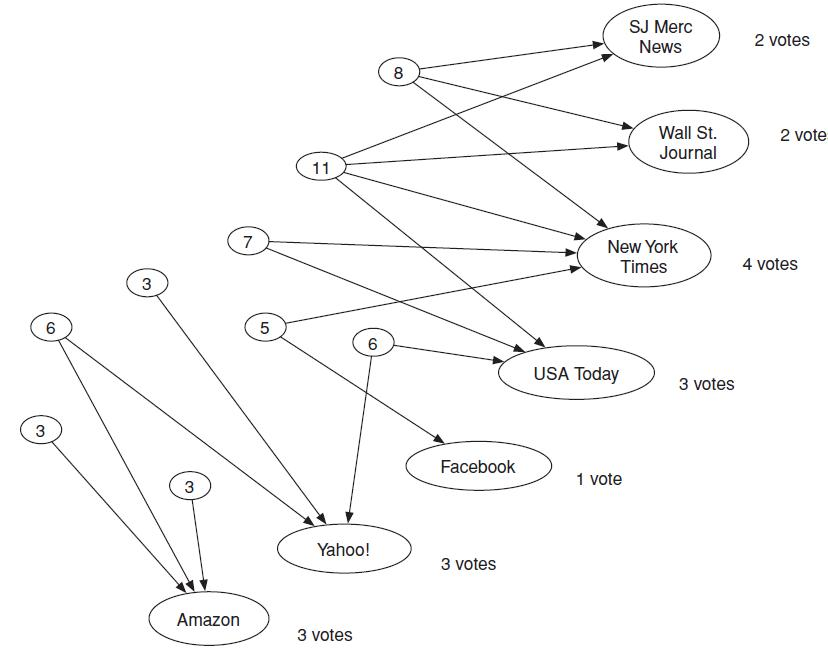 SJ Merc
News
2 votes
8
Wall St.
Journal
2 vote
11
7
New York
Times
4 votes
3
6
5
6
USA Today
3 votes
3
Facebook
1 vote
3
Yahoo!
3 votes
Amazon
3 votes